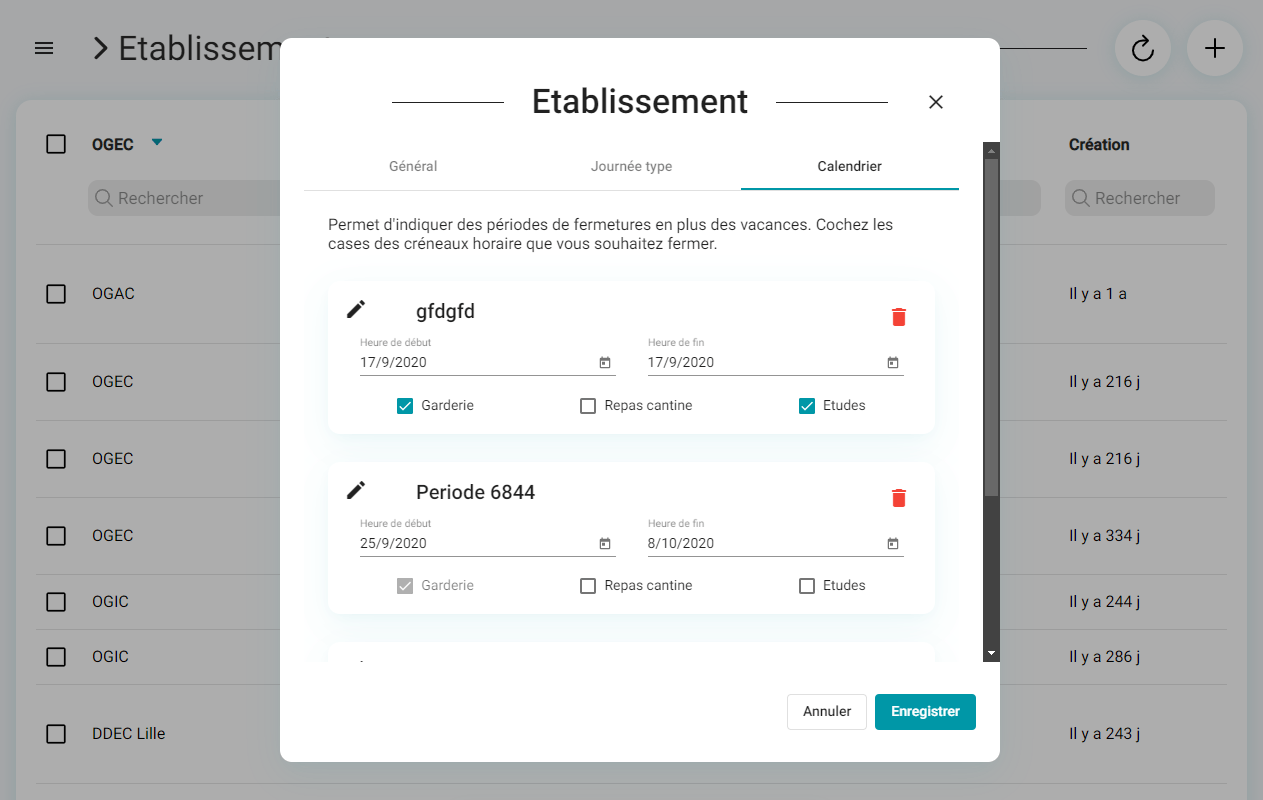 Etablissem
Etablissement
OGEC
Création
Général
Journée type
Calendrier
Rechercher
Rechercher
Permet d'indiquer des périodes de fermetures en plus des vacances. Cochez les
cases des créneaux horaire que vous souhaitez fermer.
OGAC
Il y a 1 a
gfdgfd
Heure de début
Heure de fin
17/9/2020
17/9/2020
OGEC
Il y a 216 j
Garderie
Repas cantine
Etudes
OGEC
Il y a 216 j
Periode 6844
Heure de début
Heure de fin
25/9/2020
8/10/2020
OGEC
Il y a 334 j
Garderie
Repas cantine
Etudes
OGIC
Il y a 244 j
OGIC
Il y a 286 j
Annuler
Enregistrer
DDEC Lille
Il y a 243 j